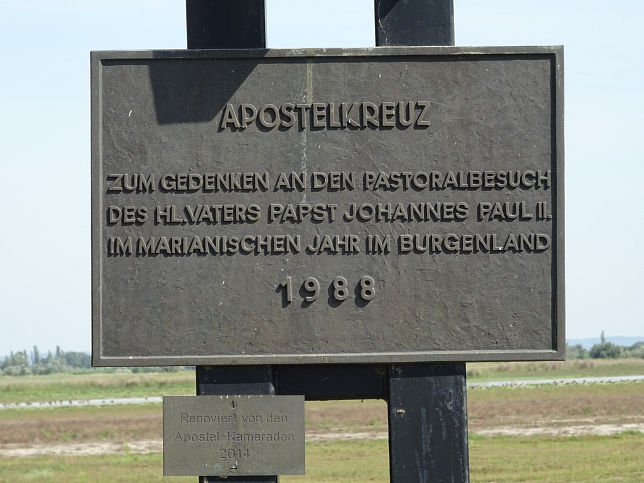 APOSTELKREUZ
ZUM GEDENKEN AN DEN PASTORALBESUCH
DES HL.VATERS PAPST JOHANNES PAUL II.
IM MARIANISCHEN JAHR IM BURGENLAND
1988
Renoviert von den
Apostel-Kameraden
2014